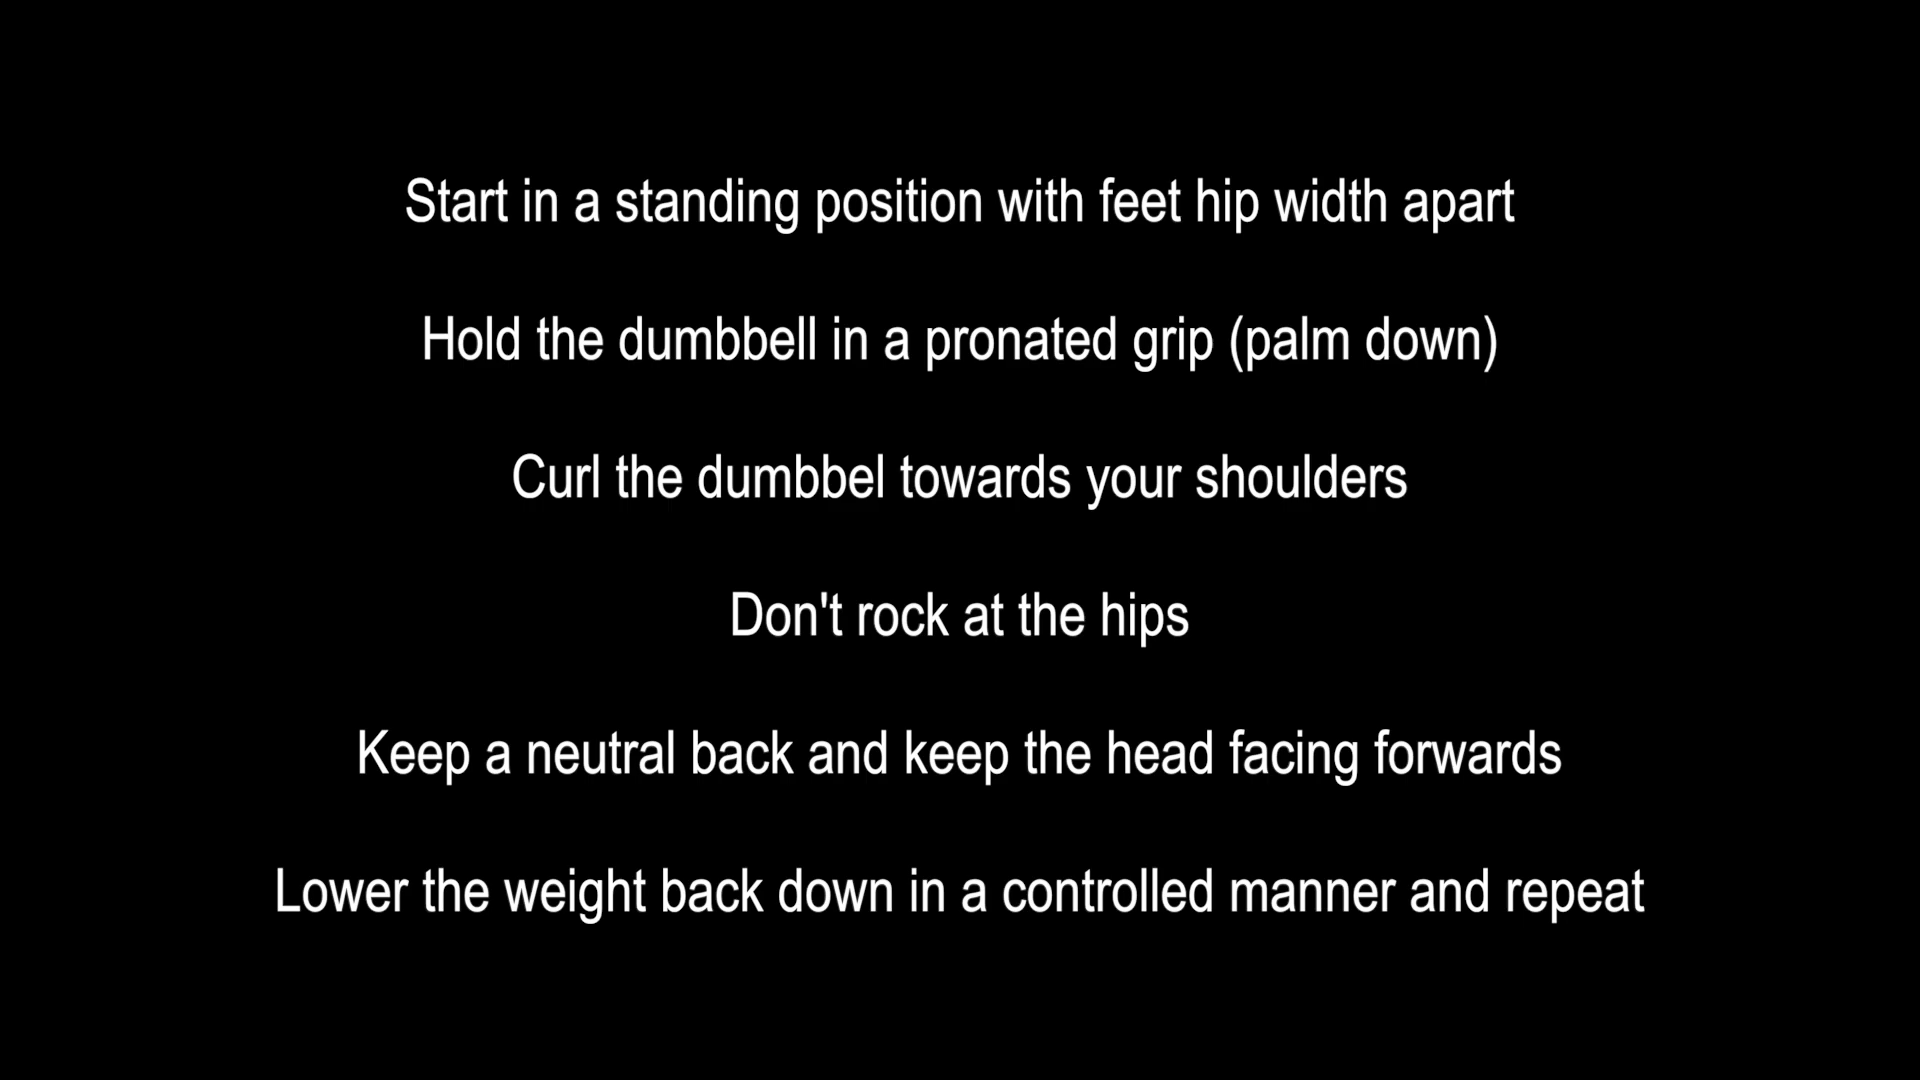 Start in a standing position with feet hip width apart
Hold the dumbbell in a pronated grip (palm down)
Curl the dumbbel towards your shoulders
Don't rock at the hips
Keep a neutral back and keep the head facing forwards
Lower the weight back down in a controlled manner and repeat